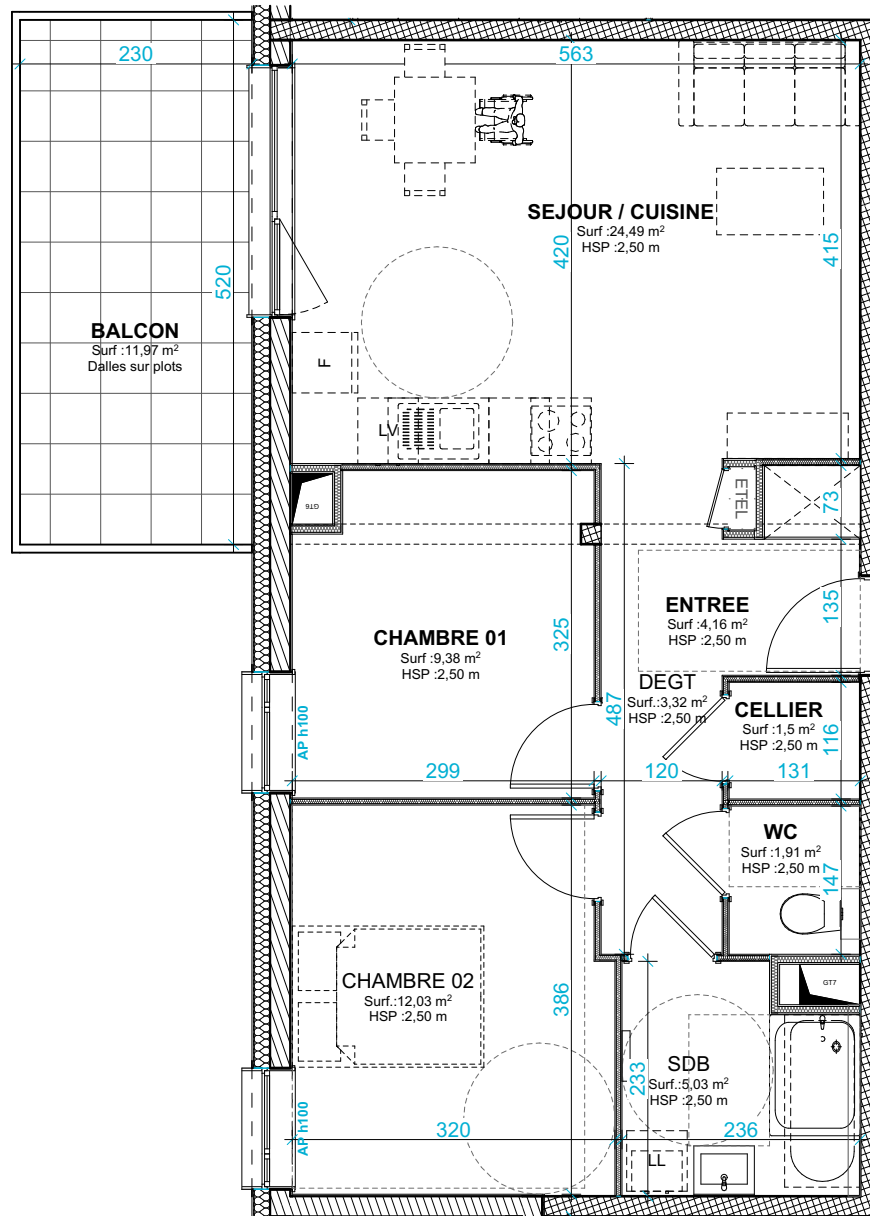 230
563
SEJOUR / CUISINE
Surf :24,49 m²
HSP :2,50 m
420
415
520
BALCON
Surf :11,97 m²
Dalles sur plots
F
LV
ETEL
73
GT6
CHAMBRE 01
Surf :9,38 m²
HSP :2,50 m
325
ENTREE
Surf :4,16 m²
HSP :2,50 m
135
DEGT
Surf.:3,32 m²
HSP :2,50 m
487
CELLIER
Surf :1,5 m²
HSP :2,50 m
116
AP h100
299
120
131
WC
Surf :1,91 m²
HSP :2,50 m
147
CHAMBRE 02
Surf.:12,03 m²
HSP :2,50 m
386
GT7
SDB
Surf.:5,03 m²
HSP :2,50 m
233
AP h100
320
236
LL